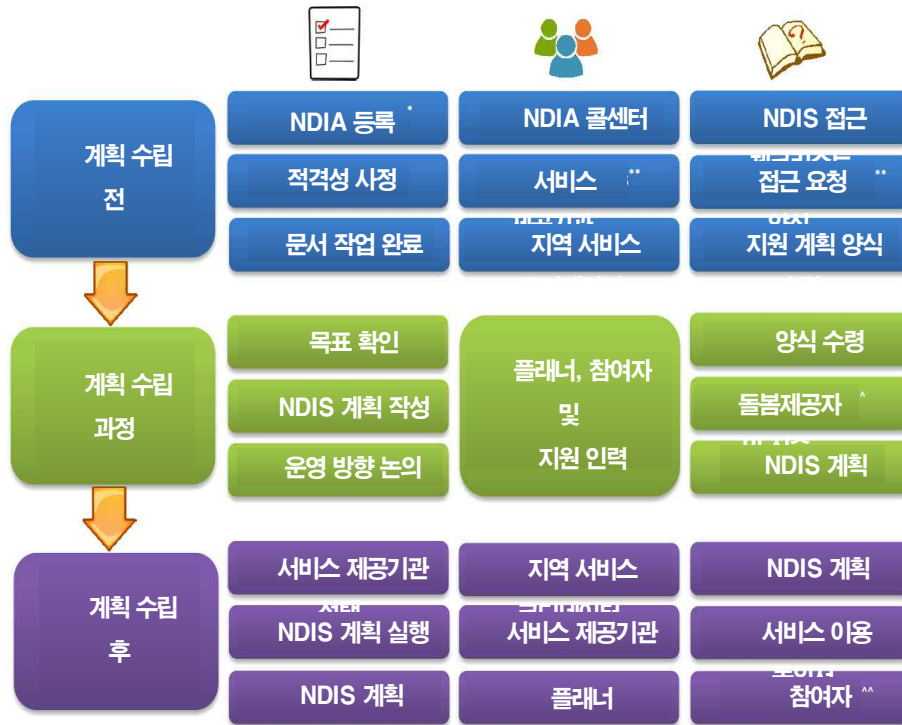 계획 수립
전
NDIA 등록 *
NDIA 콜센터
NDIS 접근
적격성 사정
서비스 **
접근 요청 **
문서 작업 완료
지역 서비스
지원 계획 양식
계획 수립
과정
목표 확인
NDIS 계획 작성
운영 방향 논의
플래너, 참여자
및
지원 인력
양식 수령
돌봄제공자 ^
NDIS 계획
계획 수립
후
서비스 제공기관
지역 서비스
NDIS 계획
NDIS 계획 실행
서비스 제공기관
서비스 이용
NDIS 계획
플래너
참여자 ^^